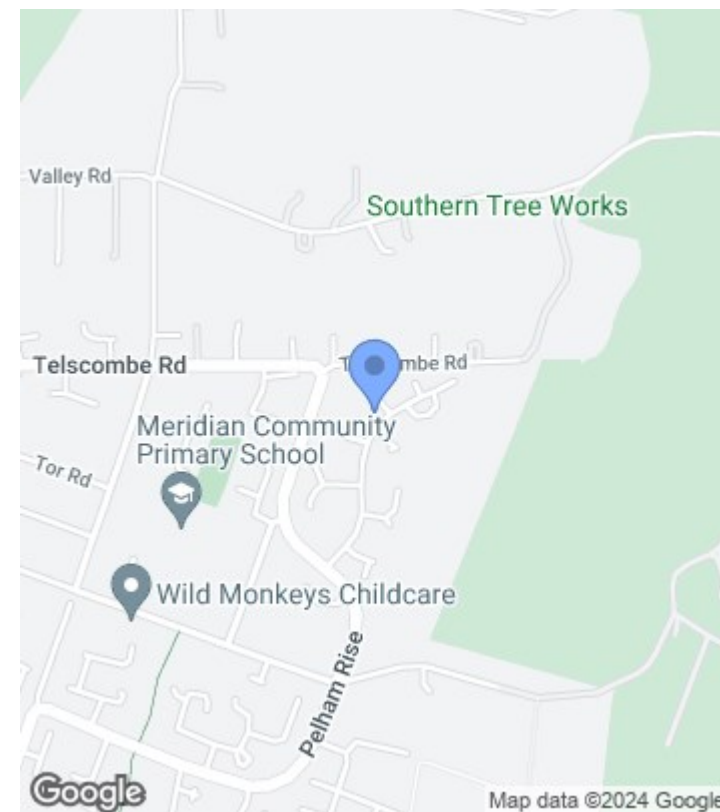 Valley Rd
Southern Tree Works
Telscombe Rd
mbe Rd
Meridian Community
Primary School
Tor Rd
Wild Monkeys Childcare
Pelham Rise
Google
Map data ©2024 Google